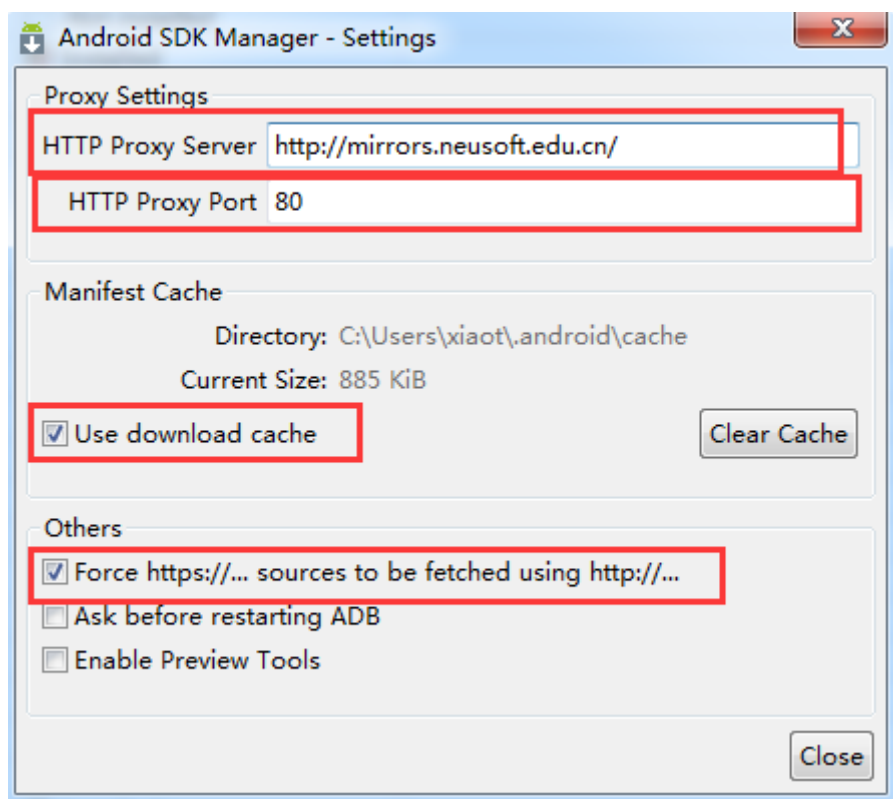 Android SDK Manager - Settings
Proxy Settings
HTTP Proxy Server http://mirrors.neusoft.edu.cn/
HTTP Proxy Port 80
Manifest Cache
Directory: C:\Users\xiaot\.android\cache
Current Size: 885 KiB
Use download cache Clear Cache
Others
Force https://... sources to be fetched using http://...
Ask before restarting ADB
Enable Preview Tools
Close